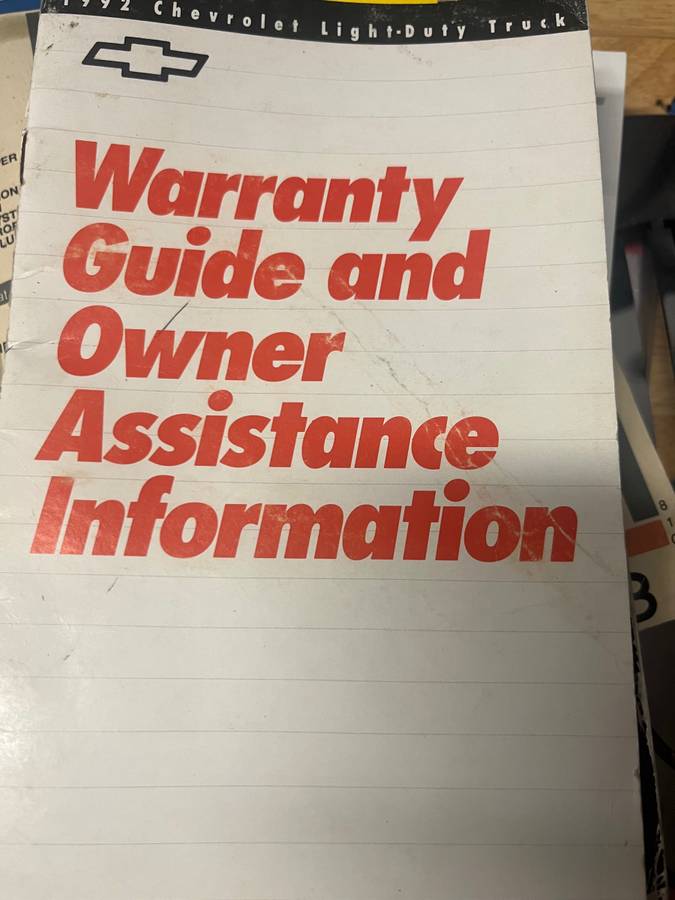 1992 Chevrolet Light-Duty Truck
Warranty
Guide and
Owner
Assistance
Information